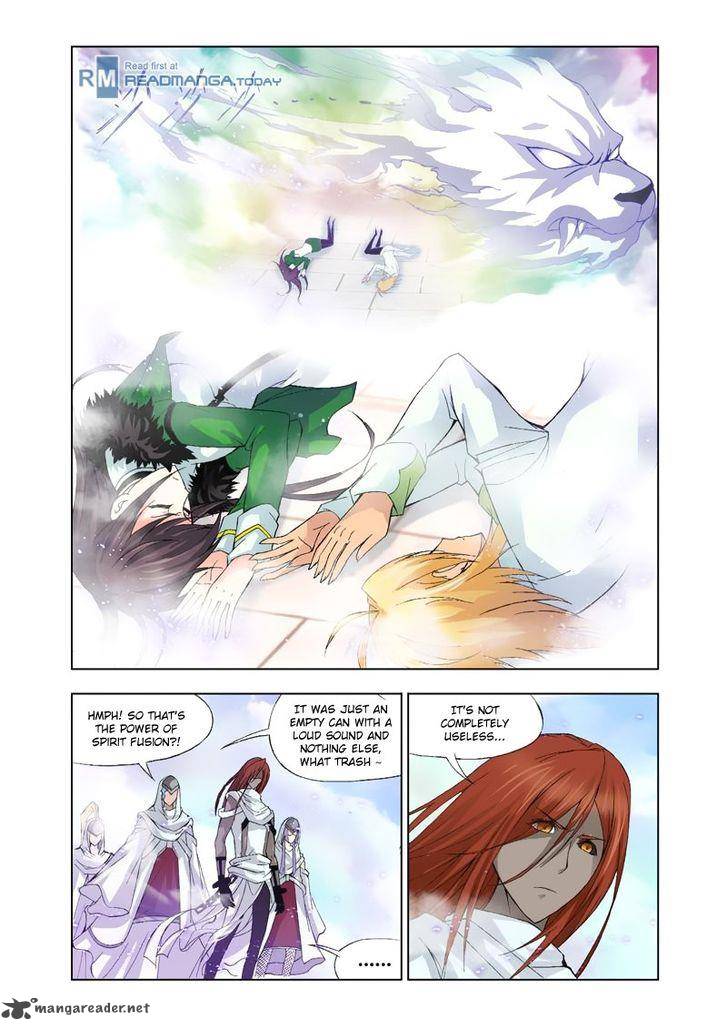 RM
Read first at
READMANGA.TODAY
HMPH! SO THAT'S
THE POWER OF
SPIRIT FUSION?!
IT WAS JUST AN
EMPTY CAN WITH A
LOUD SOUND AND
NOTHING ELSE,
WHAT TRASH ~
......
IT'S NOT
COMPLETELY
USELESS...
mangareader.net